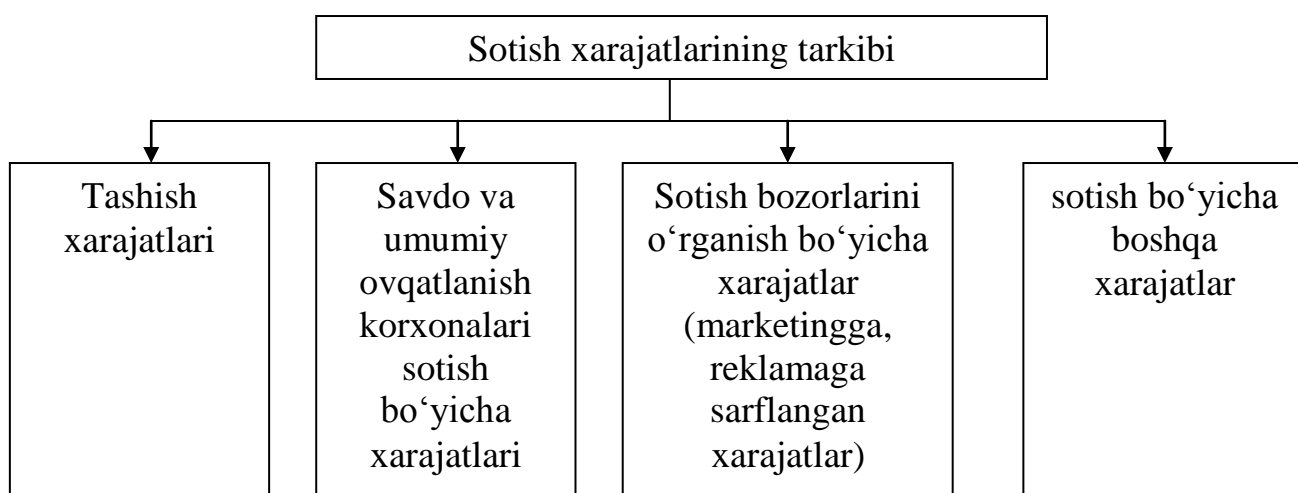 Sotish xarajatlarining tarkibi
Tashish
xarajatlari
Savdo va
umumiy
ovqatlanish
korxonalari
sotish
bo‘yicha
xarajatlari
Sotish bozorlarini
o‘rganish bo‘yicha
xarajatlar
(marketingga,
reklamaga
sarflangan
xarajatlar)
sotish bo‘yicha
boshqa
xarajatlar